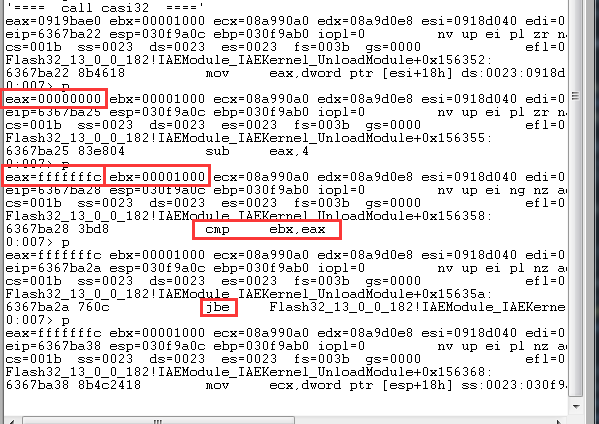 '==== call casi32 ===='
eax=0919bae0 ebx=00001000 ecx=08a990a0 edx=08a9d0e8 esi=0918d040 edi=0
eip=6367ba22 esp=030f9a0c ebp=030f9ab0 iopl=0 nv up ei pl zr na
cs=001b ss=0023 ds=0023 es=0023 fs=003b gs=0000 efl=0
Flash32_13_0_0_182!IAEModule_IAEKernel_UnloadModule+0x156352:
6367ba22 8b4618 mov eax,dword ptr [esi+18h] ds:0023:0918d
0:007> p
eax=00000000 ebx=00001000 ecx=08a990a0 edx=08a9d0e8 esi=0918d040 edi=0
eip=6367ba25 esp=030f9a0c ebp=030f9ab0 iopl=0 nv up ei pl zr na
cs=001b ss=0023 ds=0023 es=0023 fs=003b gs=0000 efl=0
Flash32_13_0_0_182!IAEModule_IAEKernel_UnloadModule+0x156355:
6367ba25 83e804 sub eax,4
0:007> p
eax=fffffffc ebx=00001000 ecx=08a990a0 edx=08a9d0e8 esi=0918d040 edi=0
eip=6367ba28 esp=030f9a0c ebp=030f9ab0 iopl=0 nv up ei ng nz a
cs=001b ss=0023 ds=0023 es=0023 fs=003b gs=0000 efl=0
Flash32_13_0_0_182!IAEModule_IAEKernel_UnloadModule+0x156358:
6367ba28 3bd8 cmp ebx,eax
0:007> p
eax=fffffffc ebx=00001000 ecx=08a990a0 edx=08a9d0e8 esi=0918d040 edi=0
eip=6367ba2a esp=030f9a0c ebp=030f9ab0 iopl=0 nv up ei pl nz a
cs=001b ss=0023 ds=0023 es=0023 fs=003b gs=0000 efl=0
Flash32_13_0_0_182!IAEModule_IAEKernel_UnloadModule+0x15635a:
6367ba2a 760c jbe Flash32_13_0_0_182!IAEModule_IAEKerne
0:007> p
eax=fffffffc ebx=00001000 ecx=08a990a0 edx=08a9d0e8 esi=0918d040 edi=0
eip=6367ba38 esp=030f9a0c ebp=030f9ab0 iopl=0 nv up ei pl nz a
cs=001b ss=0023 ds=0023 es=0023 fs=003b gs=0000 efl=0
Flash32_13_0_0_182!IAEModule_IAEKernel_UnloadModule+0x156368:
6367ba38 8b4c2418 mov ecx,dword ptr [esp+18h] ss:0023:030f9